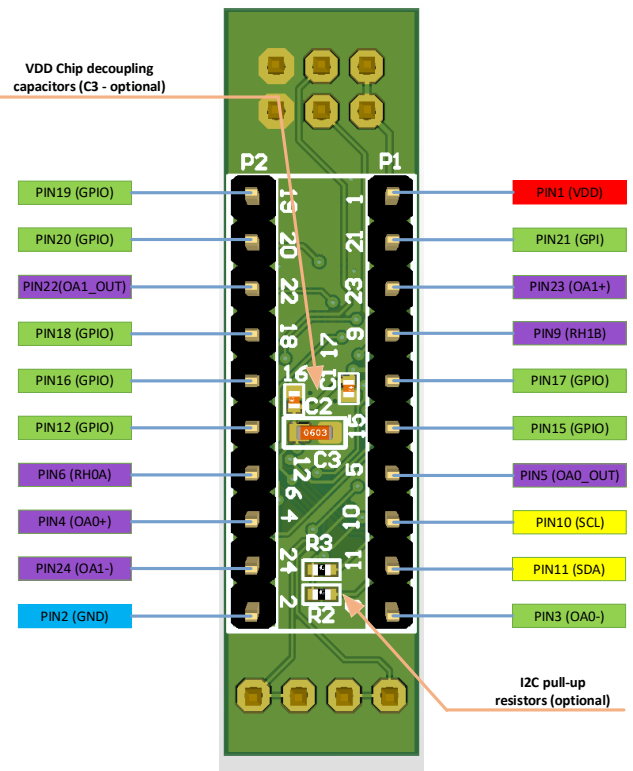 VDD Chip decoupling
capacitors (C3 - optional)
P2
P1
PIN19 (GPIO)
19
1
PIN1 (VDD)
PIN20 (GPIO)
20
21
PIN21 (GPI)
PIN22(OA1_OUT)
22
23
PIN23 (OA1+)
PIN18 (GPIO)
18
17
9
PIN9 (RH1B)
PIN16 (GPIO)
16
C1
PIN17 (GPIO)
C2
PIN12 (GPIO)
0603
15
PIN15 (GPIO)
C3
PIN6 (RH0A)
12
5
PIN5 (OA0_OUT)
6
PIN4 (OA0+)
4
10
PIN10 (SCL)
R3
PIN24 (OA1-)
24
11
PIN11 (SDA)
PIN2 (GND)
2
R2
PIN3 (OA0-)
I2C pull-up
resistors (optional)